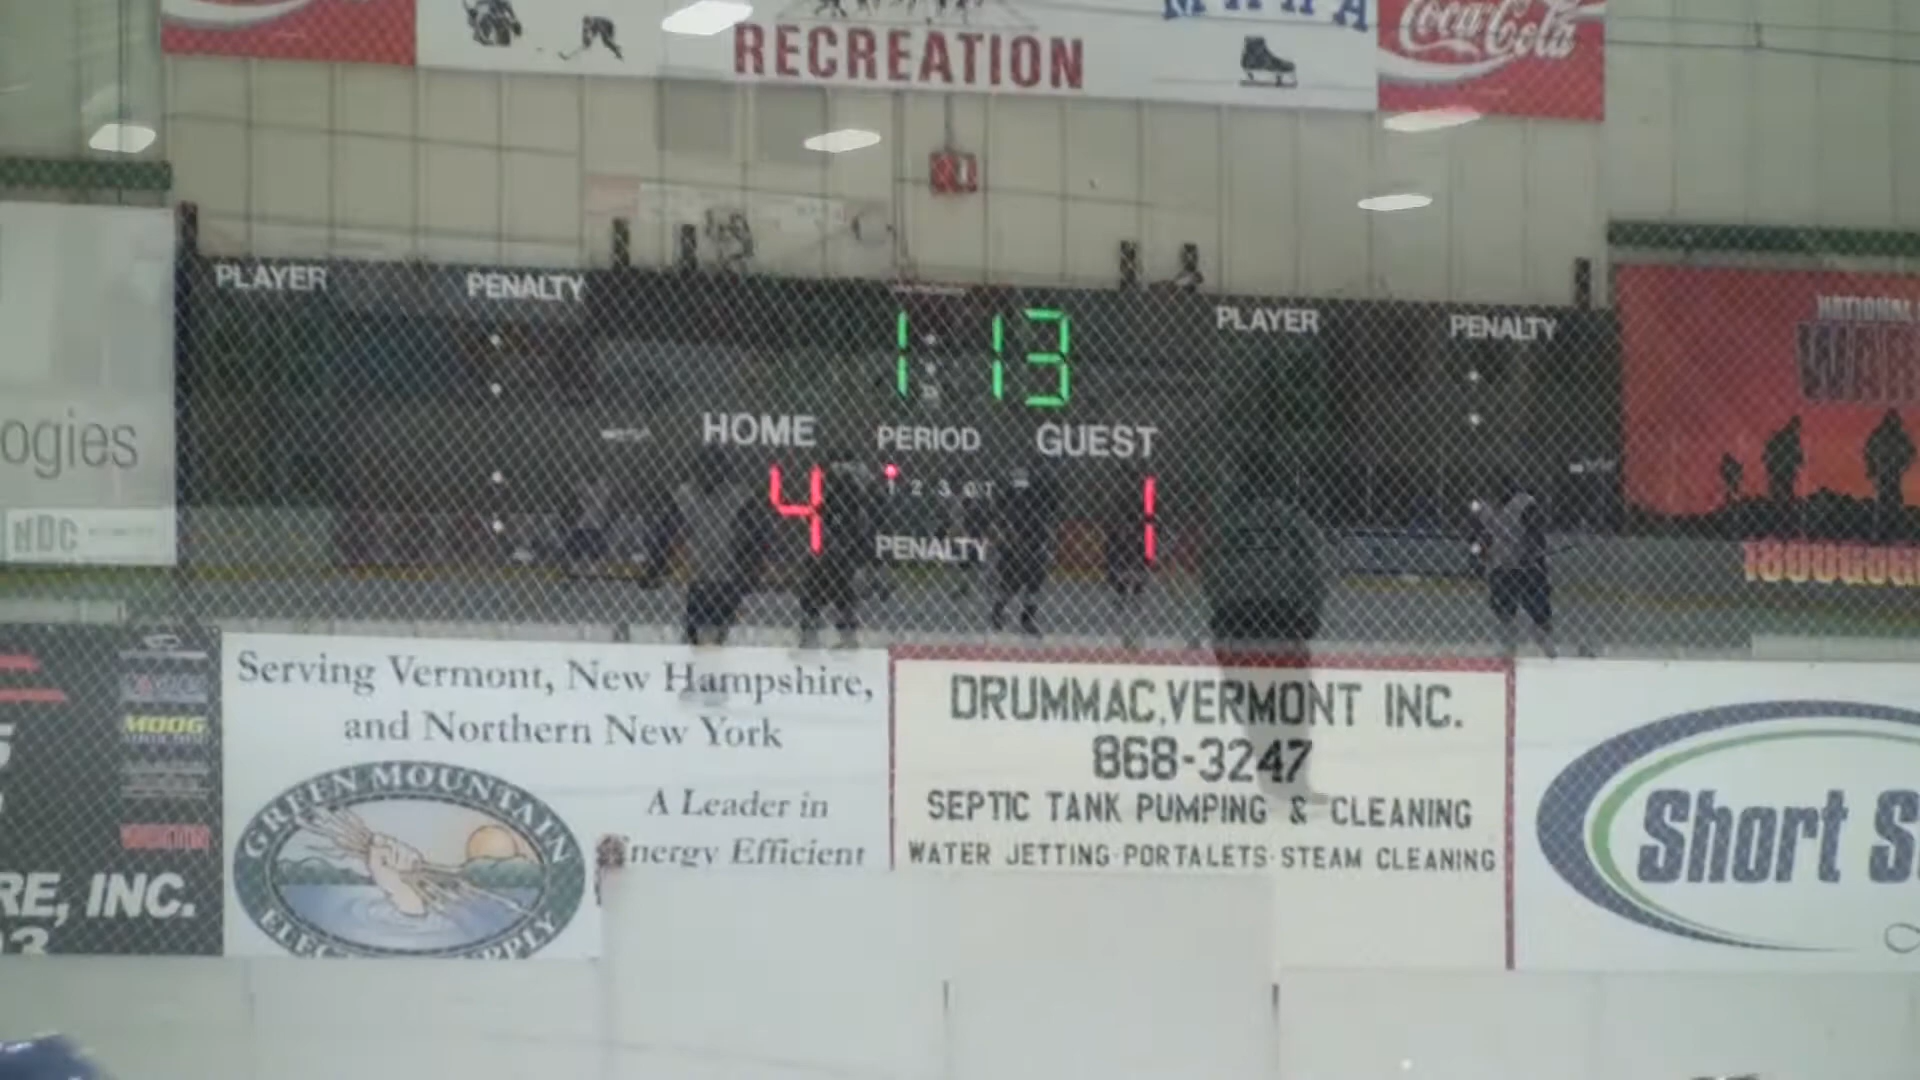 RECREATION
Coca-Cola
PLAYER
PENALTY
1:13
PLAYER
PENALTY
HOME
PERIOD
GUEST
4
1 2 3 OT
1
PENALTY
NATIONAL
ogies
NDC
1800GOGU
MOOG
RE, INC.
Serving Vermont, New Hampshire,
and Northern New York
GREEN MOUNTAIN
A Leader in
Energy Efficient
DRUMMAC, VERMONT INC.
868-3247
SEPTIC TANK PUMPING & CLEANING
WATER JETTING·PORTALETS·STEAM CLEANING
Short S